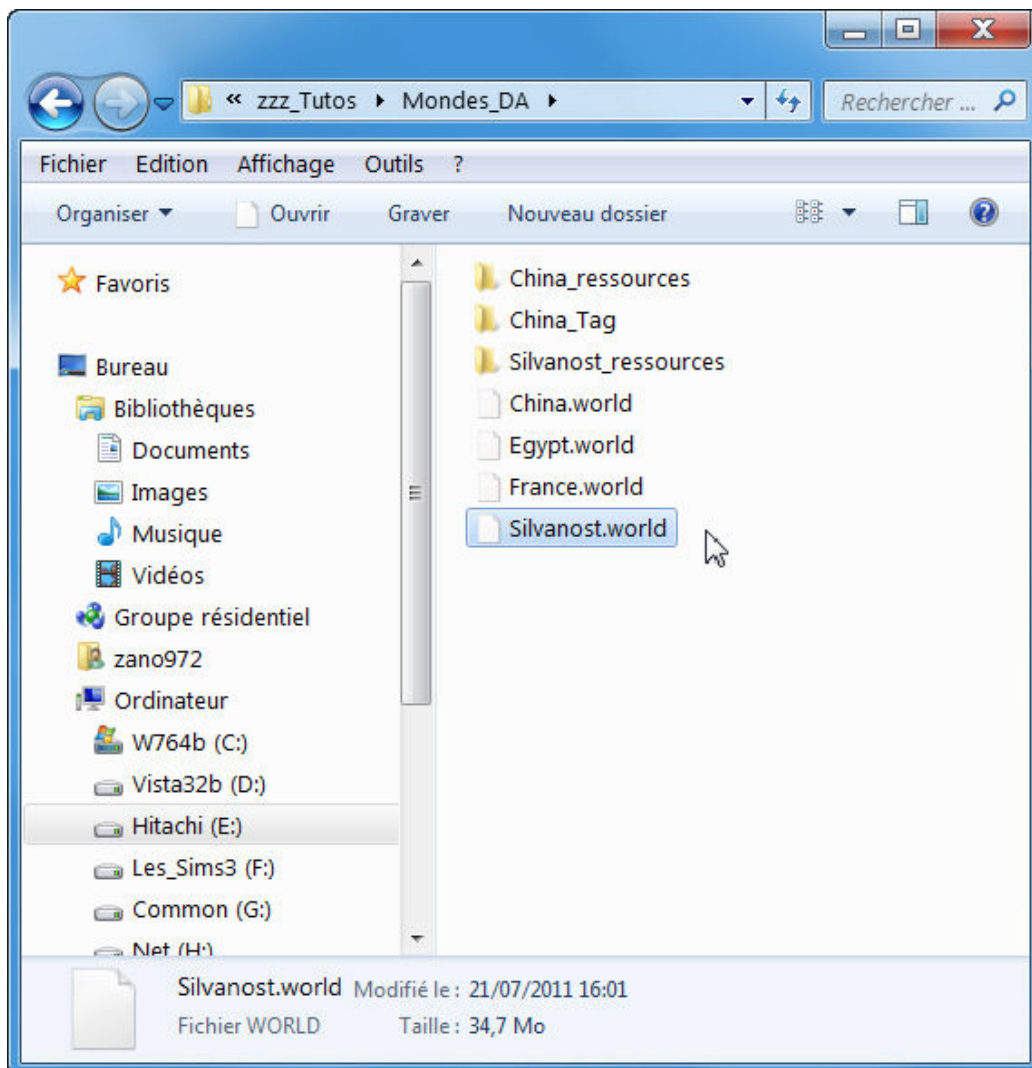 « zzz_Tutos ▸ Mondes_DA ▸
Rechercher ...
Fichier Edition Affichage Outils ?
Organiser Ouvrir Graver Nouveau dossier
Favoris
Bureau
Bibliothèques
Documents
Images
Musique
Vidéos
Groupe résidentiel
zano972
Ordinateur
W764b (C:)
Vista32b (D:)
Hitachi (E:)
Les_Sims3 (F:)
Common (G:)
Net (H:)
China_ressources
China_Tag
Silvanost_ressources
China.world
Egypt.world
France.world
Silvanost.world
Silvanost.world Modifié le : 21/07/2011 16:01
Fichier WORLD Taille : 34,7 Mo